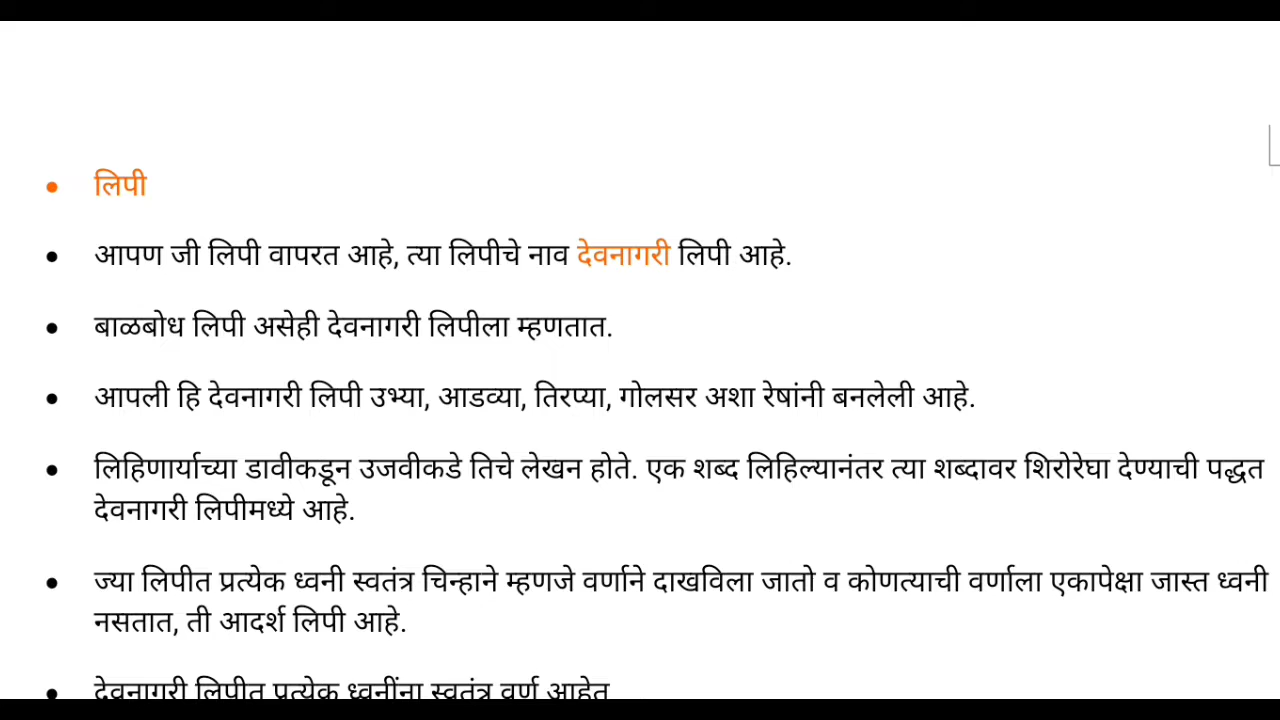 • लिपी
• आपण जी लिपी वापरत आहे, त्या लिपीचे नाव देवनागरी लिपी आहे.
• बाळबोध लिपी असेही देवनागरी लिपीला म्हणतात.
• आपली हि देवनागरी लिपी उभ्या, आडव्या, तिरप्या, गोलसर अशा रेषांनी बनलेली आहे.
• लिहिणार्याच्या डावीकडून उजवीकडे तिचे लेखन होते. एक शब्द लिहिल्यानंतर त्या शब्दावर शिरोरेघा देण्याची पद्धत
देवनागरी लिपीमध्ये आहे.
• ज्या लिपीत प्रत्येक ध्वनी स्वतंत्र चिन्हाने म्हणजे वर्णाने दाखविला जातो व कोणत्याची वर्णाला एकापेक्षा जास्त ध्वनी
नसतात, ती आदर्श लिपी आहे.
• देवनागरी लिपीत प्रत्येक ध्वनींना स्वतंत्र वर्ण आहेत